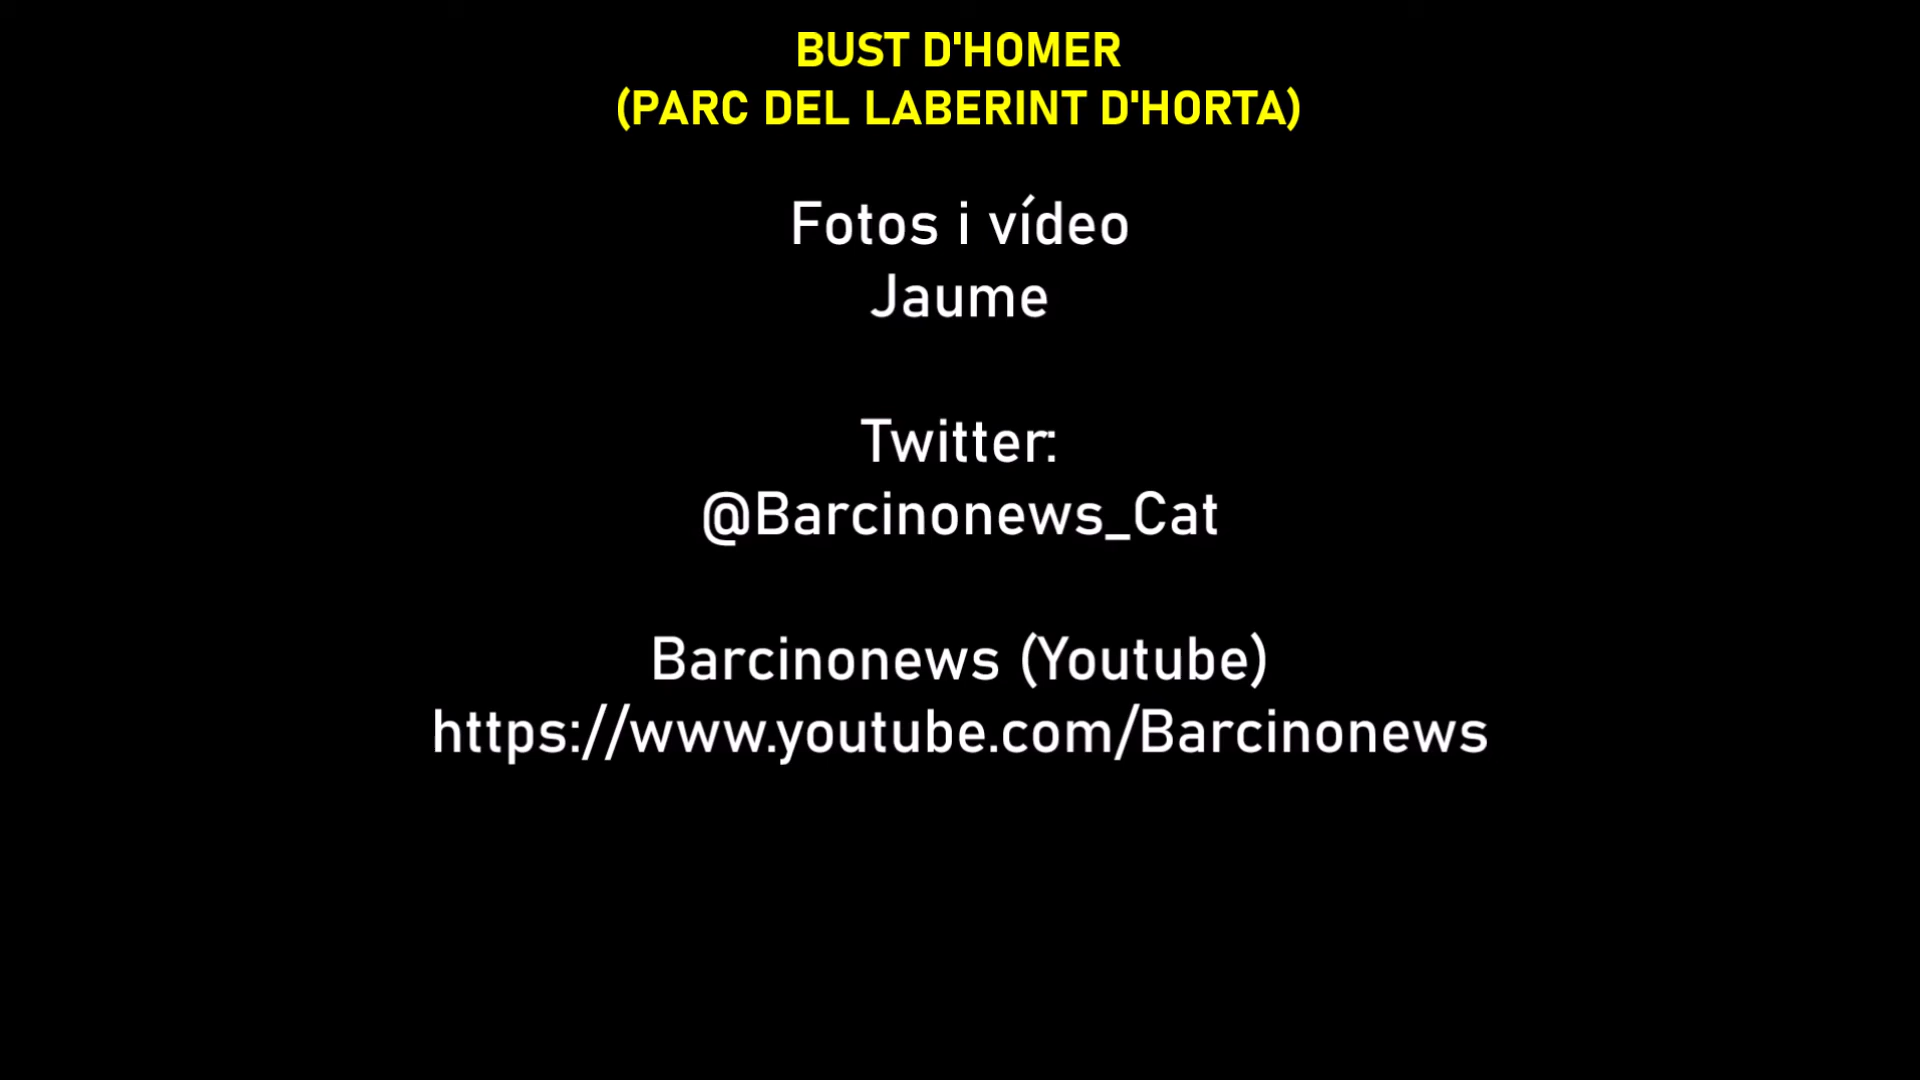 BUST D'HOMER
(PARC DEL LABERINT D'HORTA)
Fotos i vídeo
Jaume
Twitter:
@Barcinonews_Cat
Barcinonews (Youtube)
https://www.youtube.com/Barcinonews